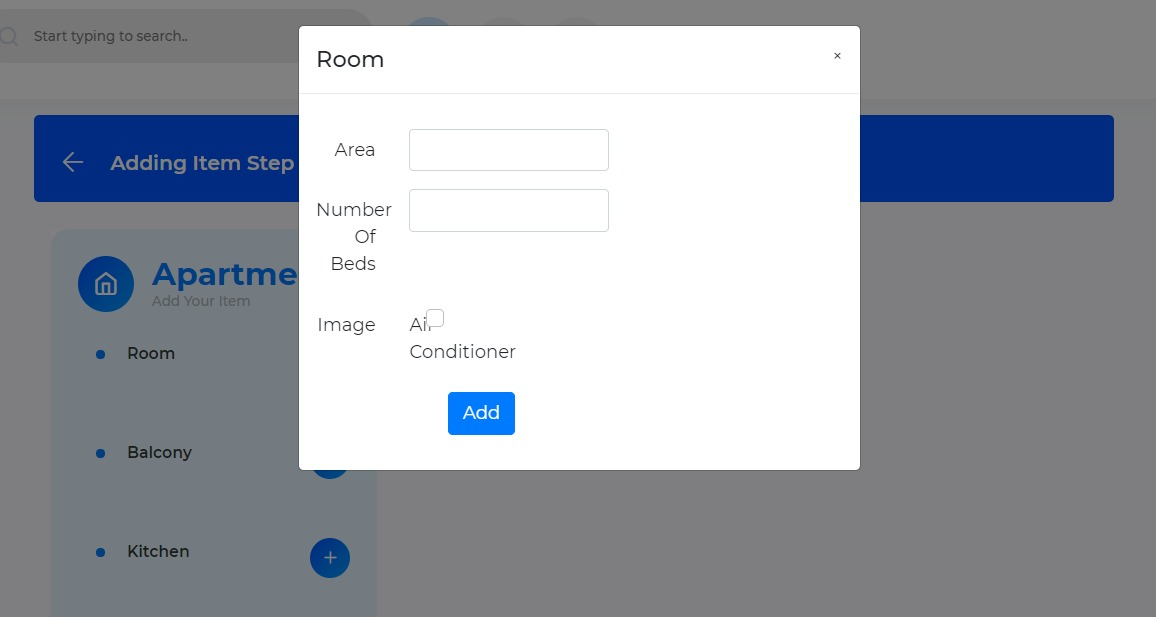 Start typing to search..
Room
×
Area
Number
Of
Beds
Image
Air
Conditioner
Add
Adding Item Step
Apartme
Add Your Item
Room
Balcony
Kitchen
+